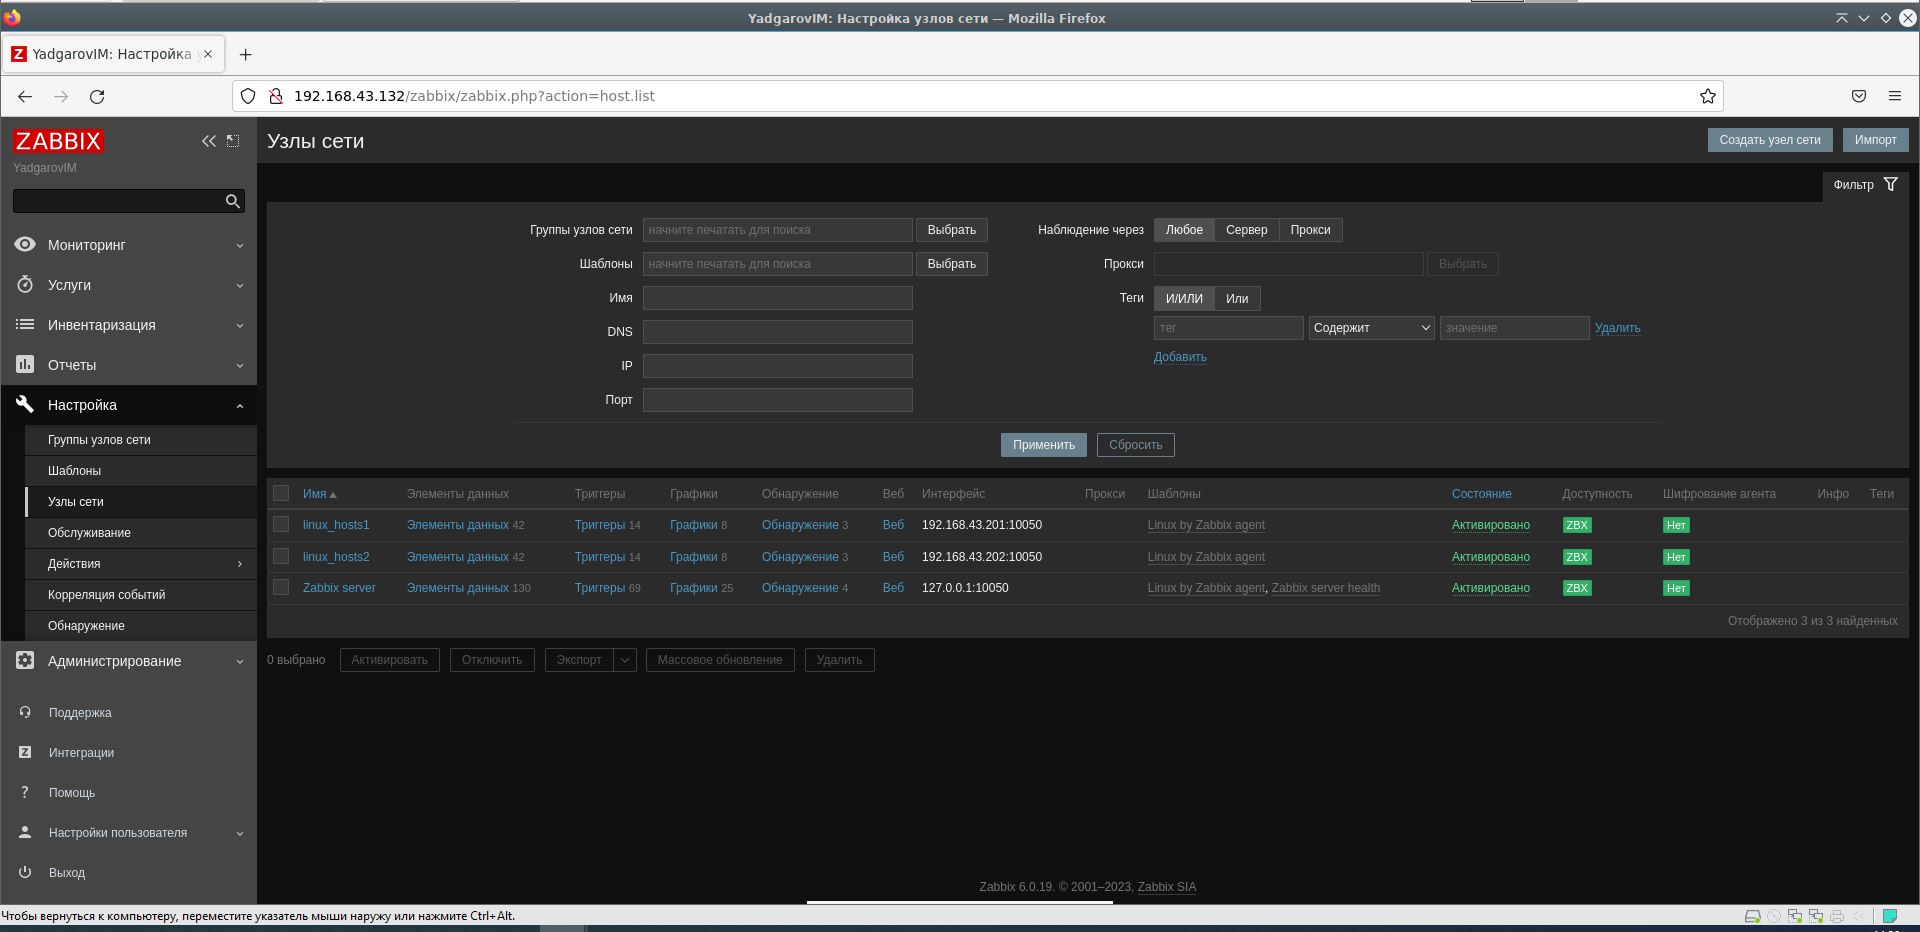 YadgarovIM: Настройка узлов сети — Mozilla Firefox
YadgarovIM: Настройка
192.168.43.132/zabbix/zabbix.php?action=host.list
ZABBIX
YadgarovIM
Мониторинг
Услуги
Инвентаризация
Отчеты
Настройка
Группы узлов сети
Шаблоны
Узлы сети
Обслуживание
Действия
Корреляция событий
Обнаружение
Администрирование
Поддержка
Интеграции
Помощь
Настройки пользователя
Выход
Узлы сети
Создать узел сети Импорт
Фильтр
Группы узлов сети начните печатать для поиска Выбрать
Шаблоны начните печатать для поиска Выбрать
Имя
DNS
IP
Порт
Наблюдение через Любое Сервер Прокси
Прокси Выбрать
Теги И/ИЛИ Или
тег Содержит значение Удалить
Добавить
Применить Сбросить
Имя Элементы данных Триггеры Графики Обнаружение Веб Интерфейс Прокси Шаблоны Состояние Доступность Шифрование агента Инфо Теги
linux_hosts1 Элементы данных 42 Триггеры 14 Графики 8 Обнаружение 3 Веб 192.168.43.201:10050 Linux by Zabbix agent Активировано ZBX Нет
linux_hosts2 Элементы данных 42 Триггеры 14 Графики 8 Обнаружение 3 Веб 192.168.43.202:10050 Linux by Zabbix agent Активировано ZBX Нет
Zabbix server Элементы данных 130 Триггеры 69 Графики 25 Обнаружение 4 Веб 127.0.0.1:10050 Linux by Zabbix agent, Zabbix server health Активировано ZBX Нет
Отображено 3 из 3 найденных
0 выбрано Активировать Отключить Экспорт Массовое обновление Удалить
Zabbix 6.0.19. © 2001–2023, Zabbix SIA
Чтобы вернуться к компьютеру, переместите указатель мыши наружу или нажмите Ctrl+Alt.